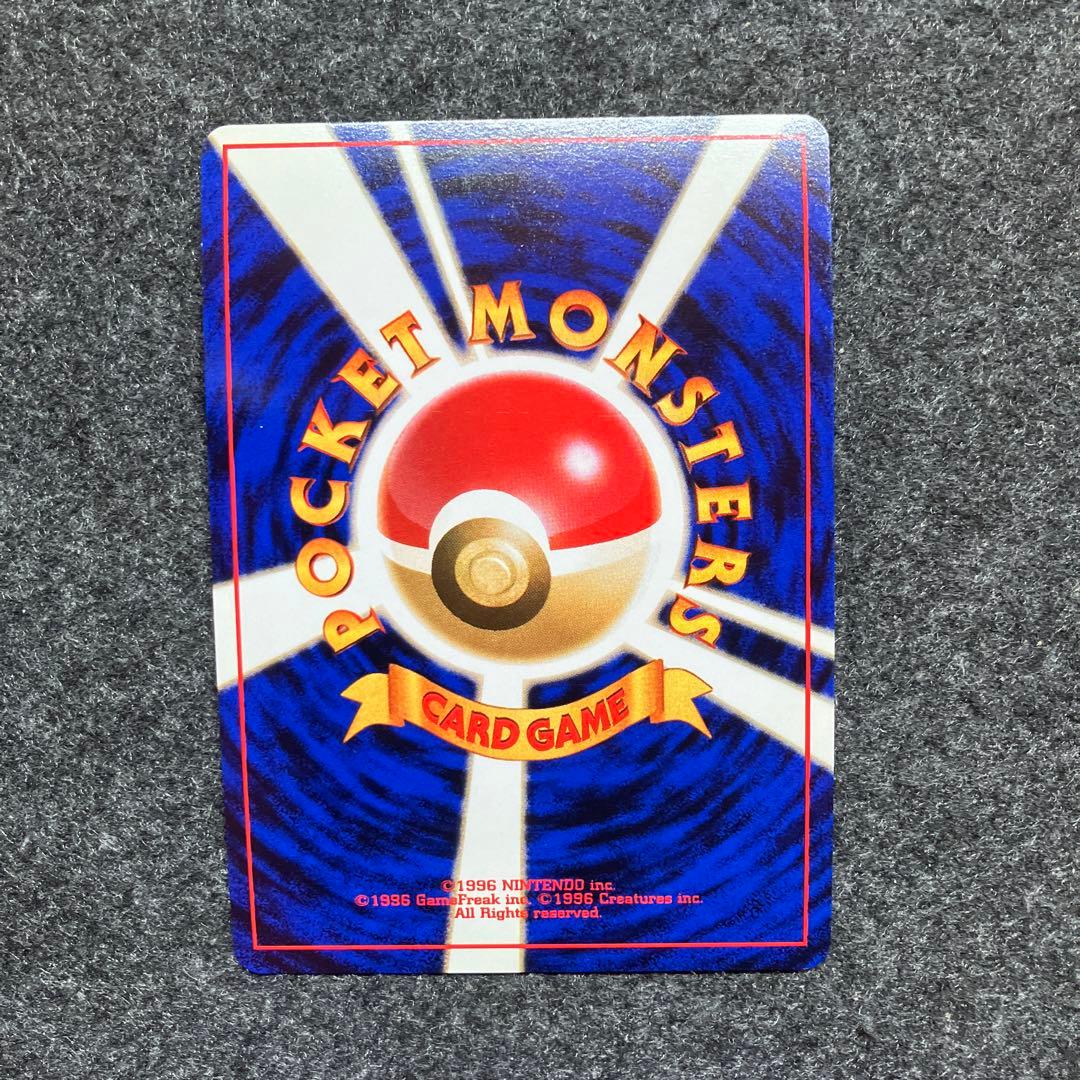 POCKET MONSTERS
CARD GAME
©1996 NINTENDO inc.
©1996 GameFreak inc. ©1996 Creatures inc.
All Rights reserved.